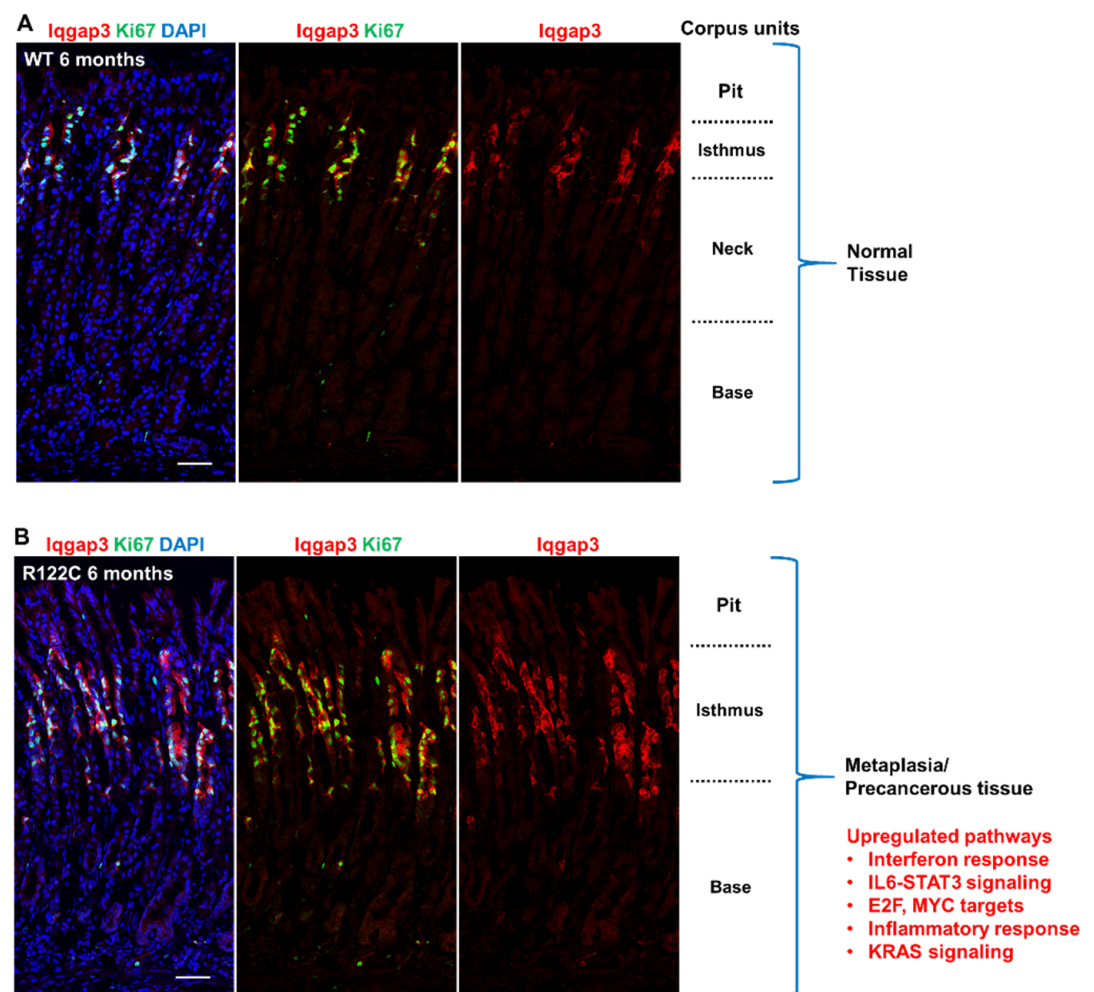 A
Iqgap3 Ki67 DAPI
Iqgap3 Ki67
Iqgap3
Corpus units
WT 6 months
Pit
Isthmus
Neck
Base
Normal
Tissue
B
Iqgap3 Ki67 DAPI
Iqgap3 Ki67
Iqgap3
R122C 6 months
Pit
Isthmus
Base
Metaplasia/
Precancerous tissue
Upregulated pathways
• Interferon response
• IL6-STAT3 signaling
• E2F, MYC targets
• Inflammatory response
• KRAS signaling